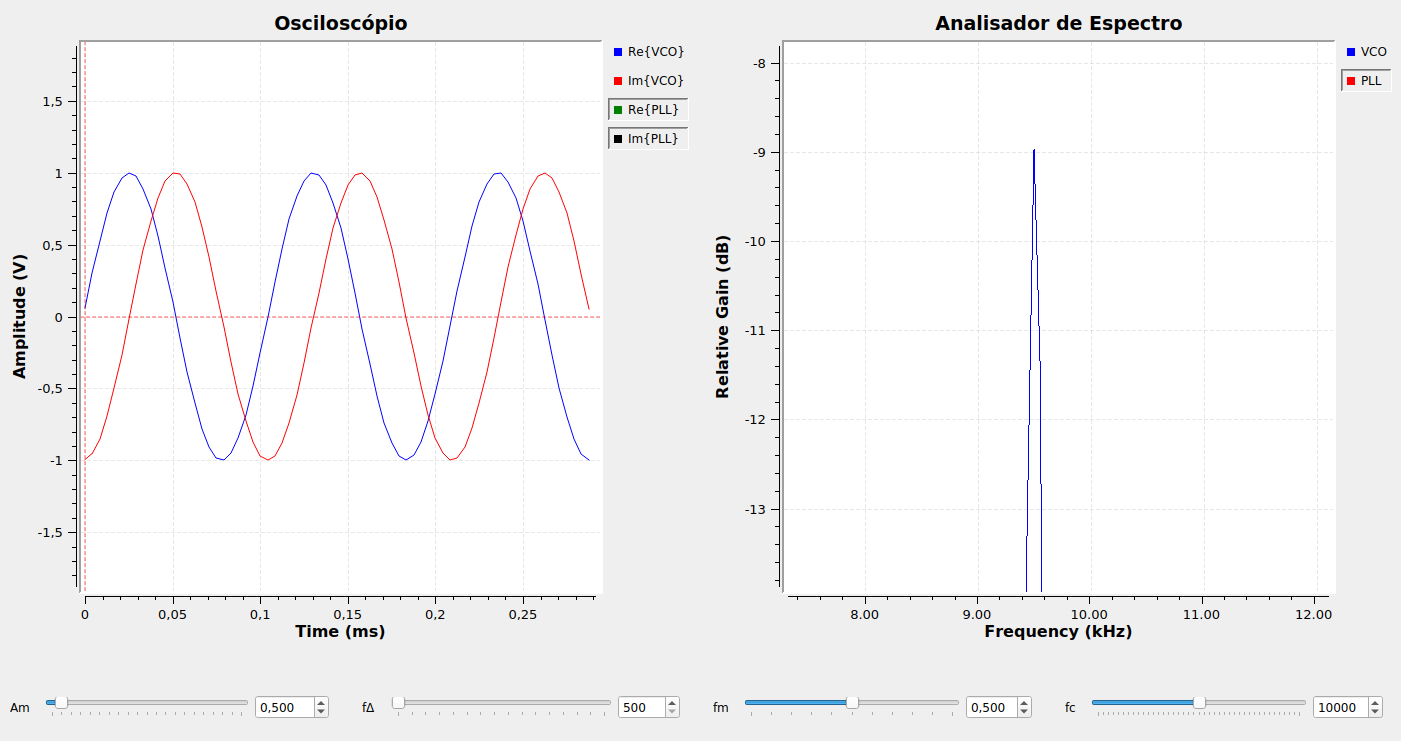 Osciloscópio
Amplitude (V)
1,5
1
0,5
0
-0,5
-1
-1,5
0 0,05 0,1 0,15 0,2 0,25
Time (ms)
Re{VCO}
Im{VCO}
Re{PLL}
Im{PLL}
Analisador de Espectro
Relative Gain (dB)
-8
-9
-10
-11
-12
-13
8.00 9.00 10.00 11.00 12.00
Frequency (kHz)
VCO
PLL
Am 0,500 fΔ 500 fm 0,500 fc 10000